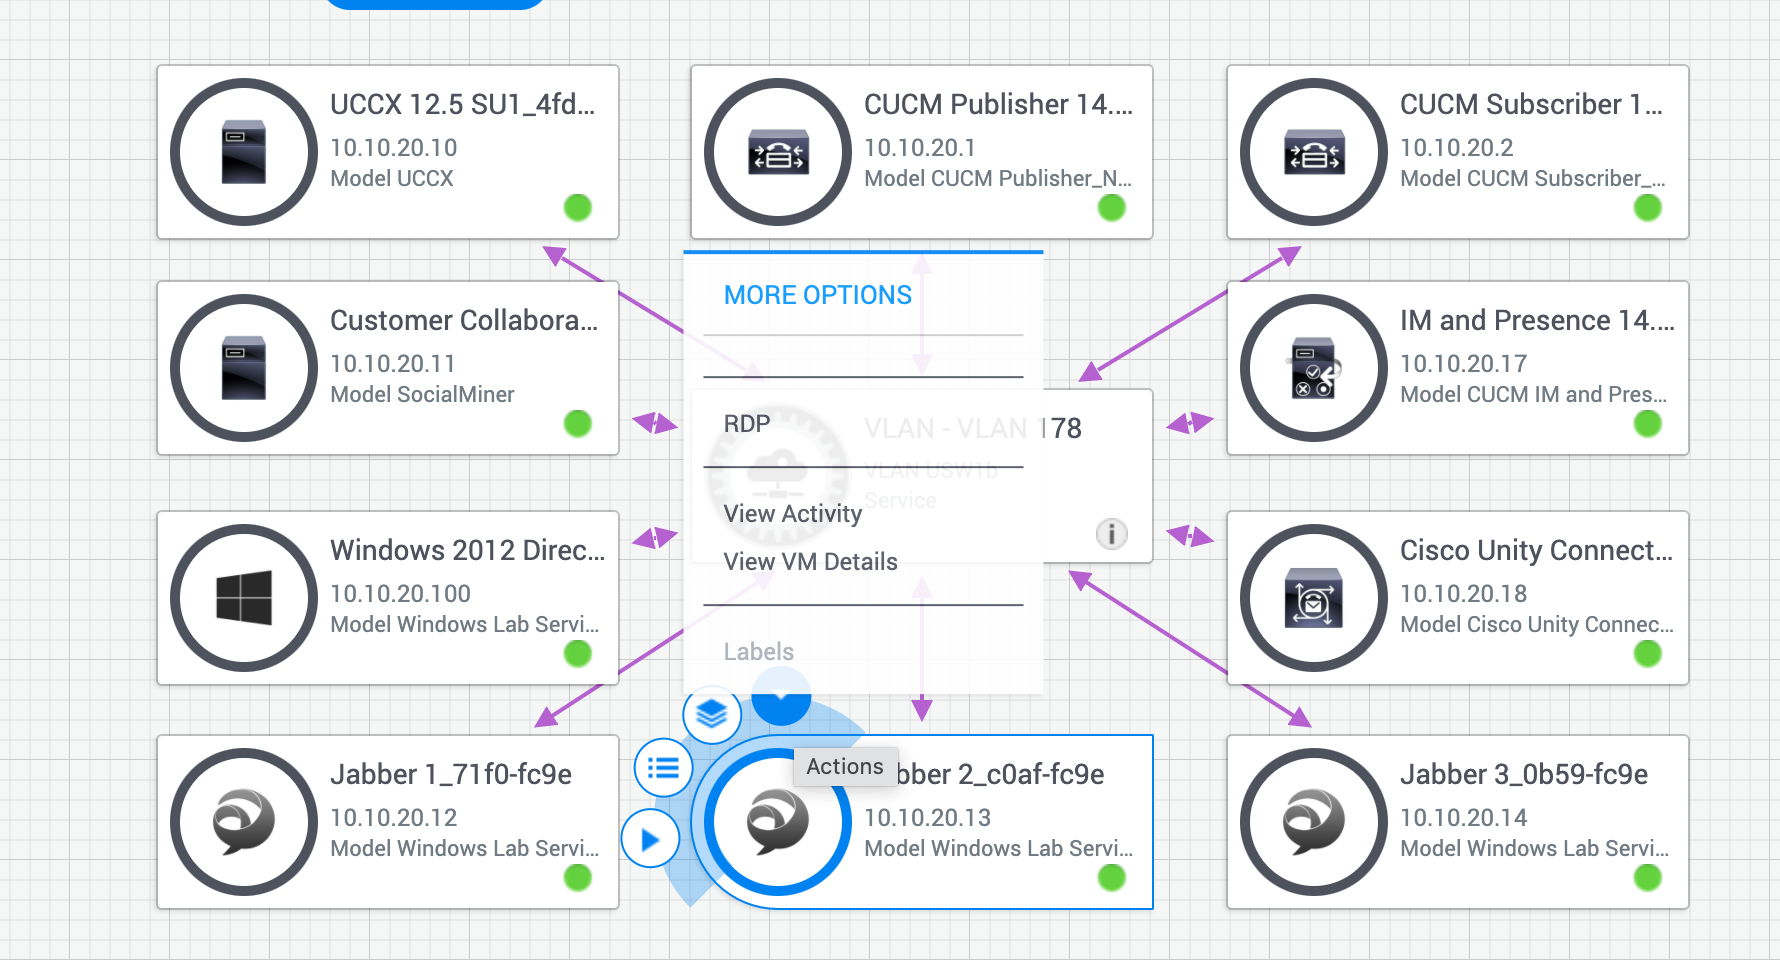 UCCX 12.5 SU1_4fd...
10.10.20.10
Model UCCX
CUCM Publisher 14....
10.10.20.1
Model CUCM Publisher_N...
CUCM Subscriber 1...
10.10.20.2
Model CUCM Subscriber_...
Customer Collabora...
10.10.20.11
Model SocialMiner
MORE OPTIONS
RDP
View Activity
View VM Details
Labels
VLAN - VLAN 178
VLAN USW1b
Service
i
IM and Presence 14....
10.10.20.17
Model CUCM IM and Pres...
Windows 2012 Direc...
10.10.20.100
Model Windows Lab Servi...
Cisco Unity Connect...
10.10.20.18
Model Cisco Unity Connec...
Jabber 1_71f0-fc9e
10.10.20.12
Model Windows Lab Servi...
Actions
bber 2_c0af-fc9e
10.10.20.13
Model Windows Lab Servi...
Jabber 3_0b59-fc9e
10.10.20.14
Model Windows Lab Servi...